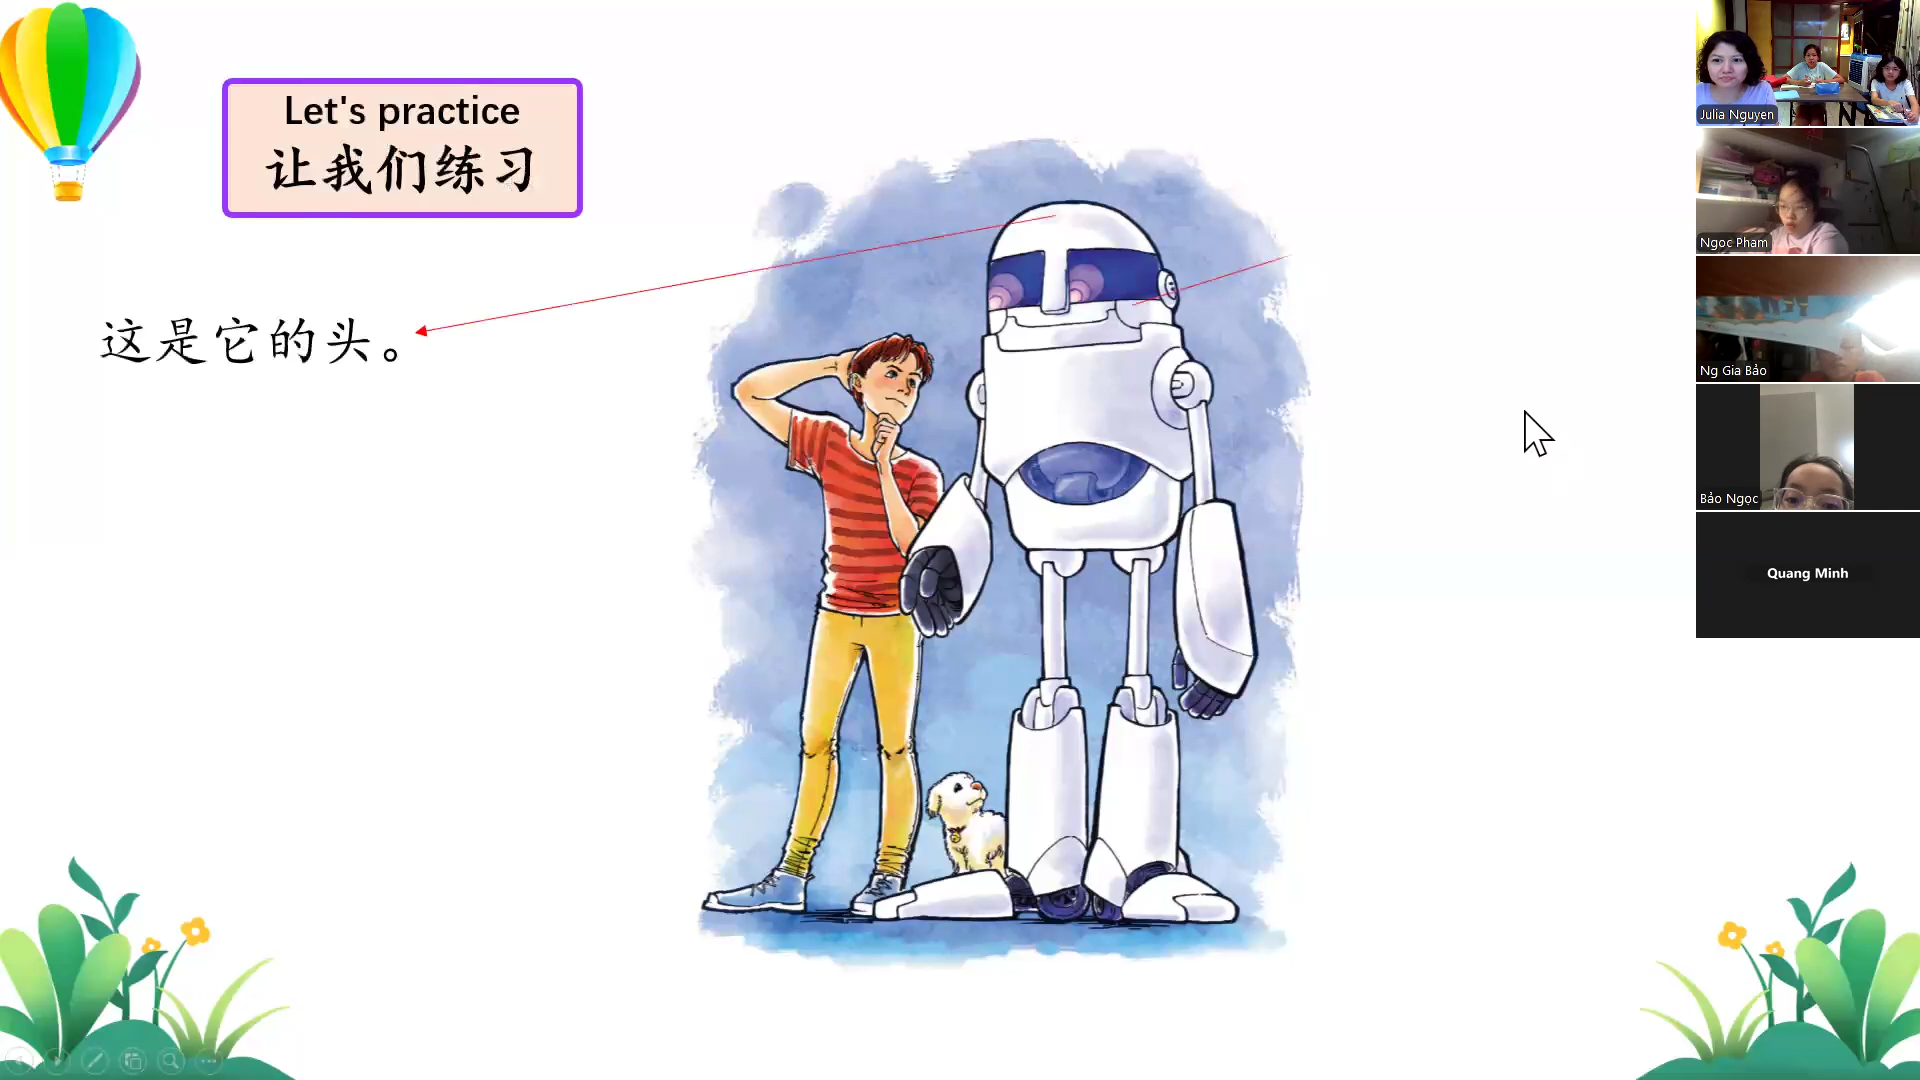 Let's practice
让我们练习
这是它的头。
Julia Nguyen
Ngoc Pham
Ng Gia Bảo
Bảo Ngọc
Quang Minh